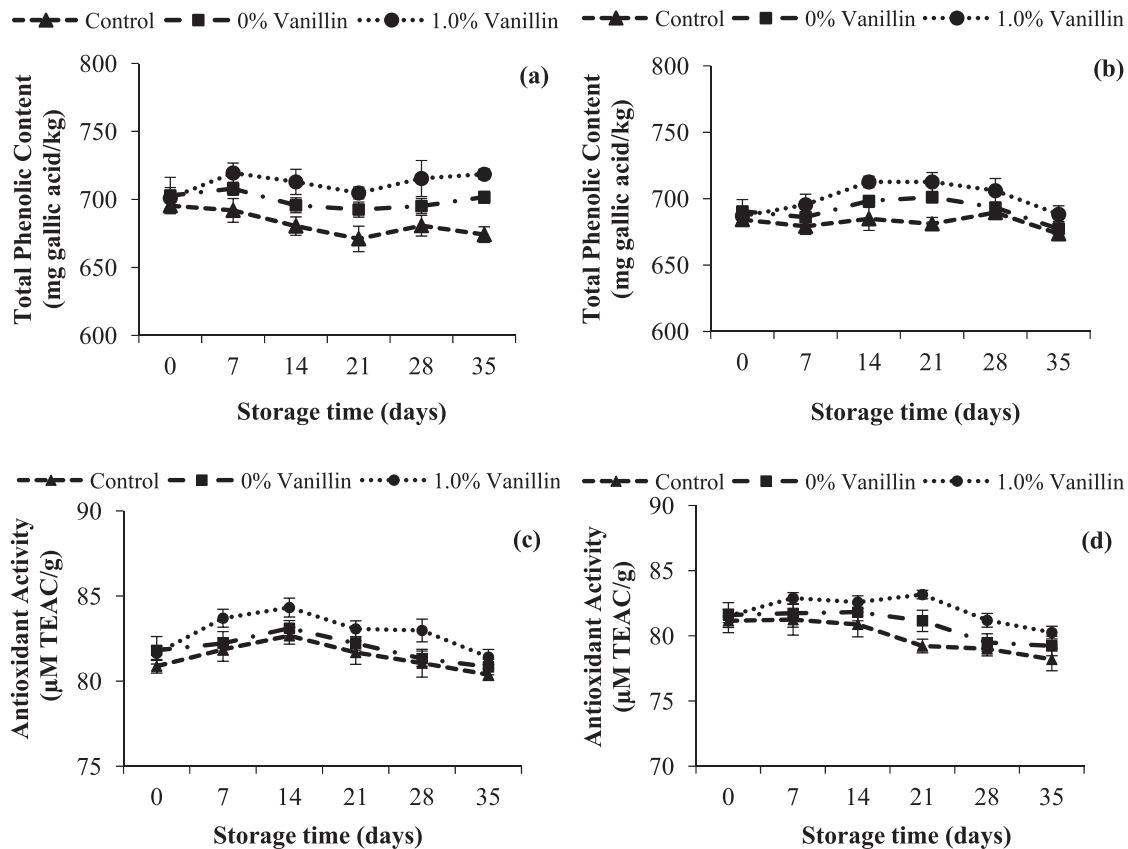 Control 0% Vanillin 1.0% Vanillin
(a)
Total Phenolic Content
(mg gallic acid/kg)
800
750
700
650
600
0 7 14 21 28 35
Storage time (days)
Control 0% Vanillin 1.0% Vanillin
(b)
Total Phenolic Content
(mg gallic acid/kg)
800
750
700
650
600
0 7 14 21 28 35
Storage time (days)
Control 0% Vanillin 1.0% Vanillin
(c)
Antioxidant Activity
(µM TEAC/g)
90
85
80
75
0 7 14 21 28 35
Storage time (days)
Control 0% Vanillin 1.0% Vanillin
(d)
Antioxidant Activity
(µM TEAC/g)
90
85
80
75
70
0 7 14 21 28 35
Storage time (days)